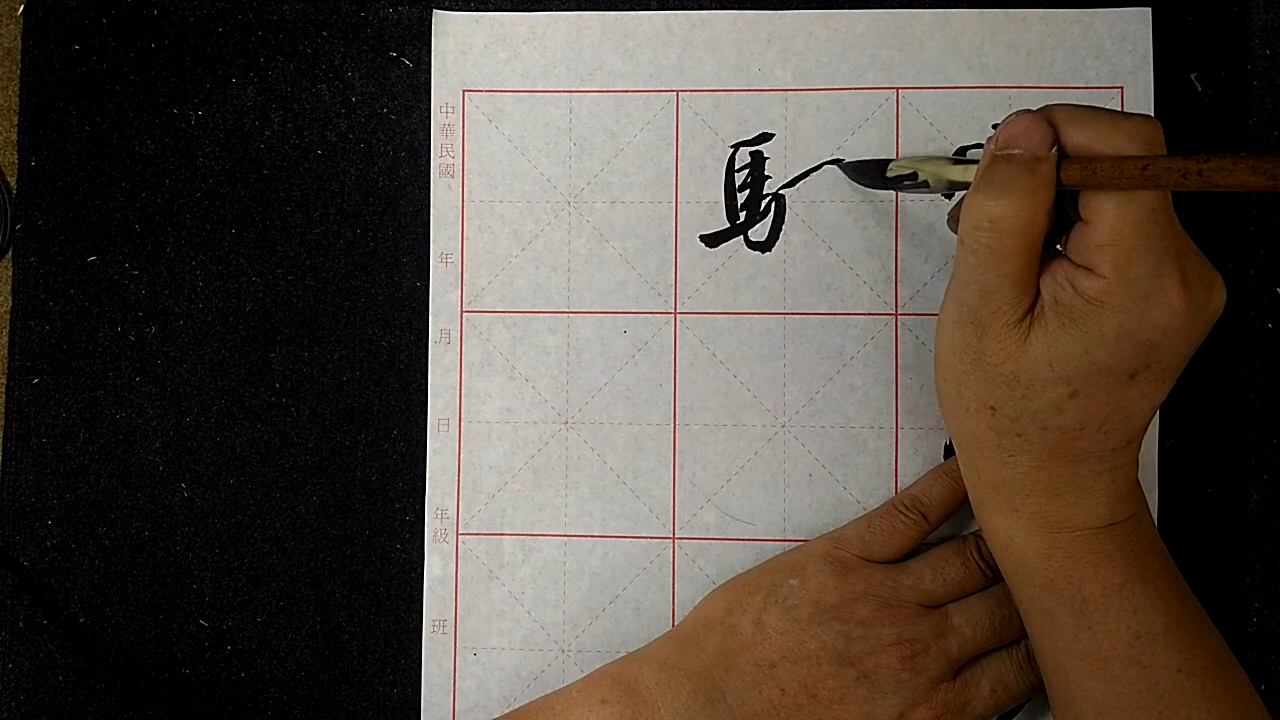 馬
中華民國、 年 月 日 年級 班